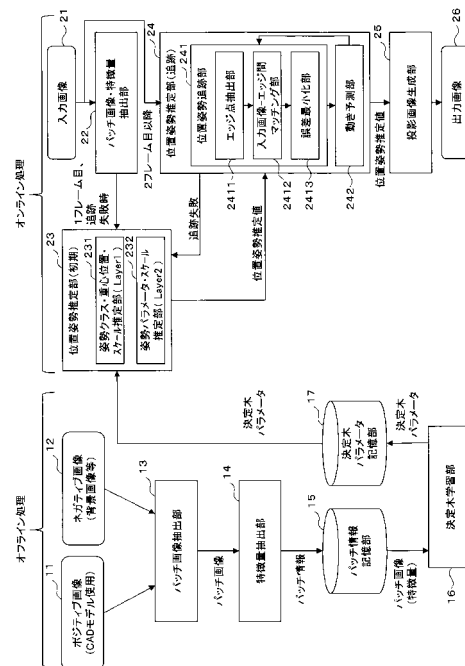 オフライン処理
11
ポジティブ画像
(CADモデル使用)
12
ネガティブ画像
(背景画像等)
13
パッチ画像抽出部
パッチ画像
14
特徴量抽出部
パッチ情報
15
パッチ情報
記憶部
パッチ画像
(特徴量)
16
決定木学習部
決定木
パラメータ
17
決定木パラメータ
記憶部
決定木
パラメータ
オンライン処理
21
入力画像
22
パッチ画像・特徴量
抽出部
1フレーム目、
追跡
失敗時
2フレーム目以降
23
位置姿勢推定部(初期)
231
姿勢クラス・重心位置・
スケール推定部(Layer1)
232
姿勢パラメータ・スケール
推定部(Layer2)
追跡失敗
位置姿勢推定値
24
位置姿勢推定部(追跡)
241
位置姿勢追跡部
エッジ点抽出部
2411
入力画像-エッジ間
マッチング部
2412
誤差最小化部
2413
動き予測部
242
位置姿勢推定値
25
投影画像生成部
26
出力画像